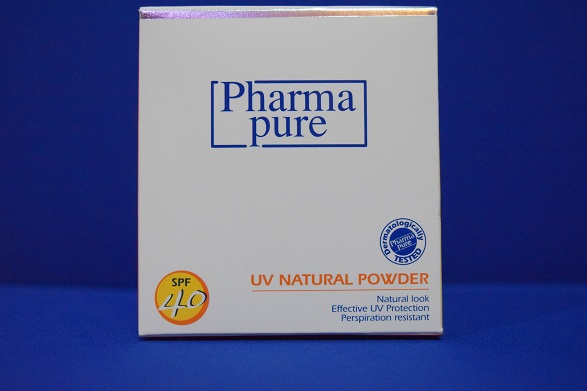 Pharma
pure
Dermatologically
Pharma
pure
TESTED
SPF
40
UV NATURAL POWDER
Natural look
Effective UV Protection
Perspiration resistant